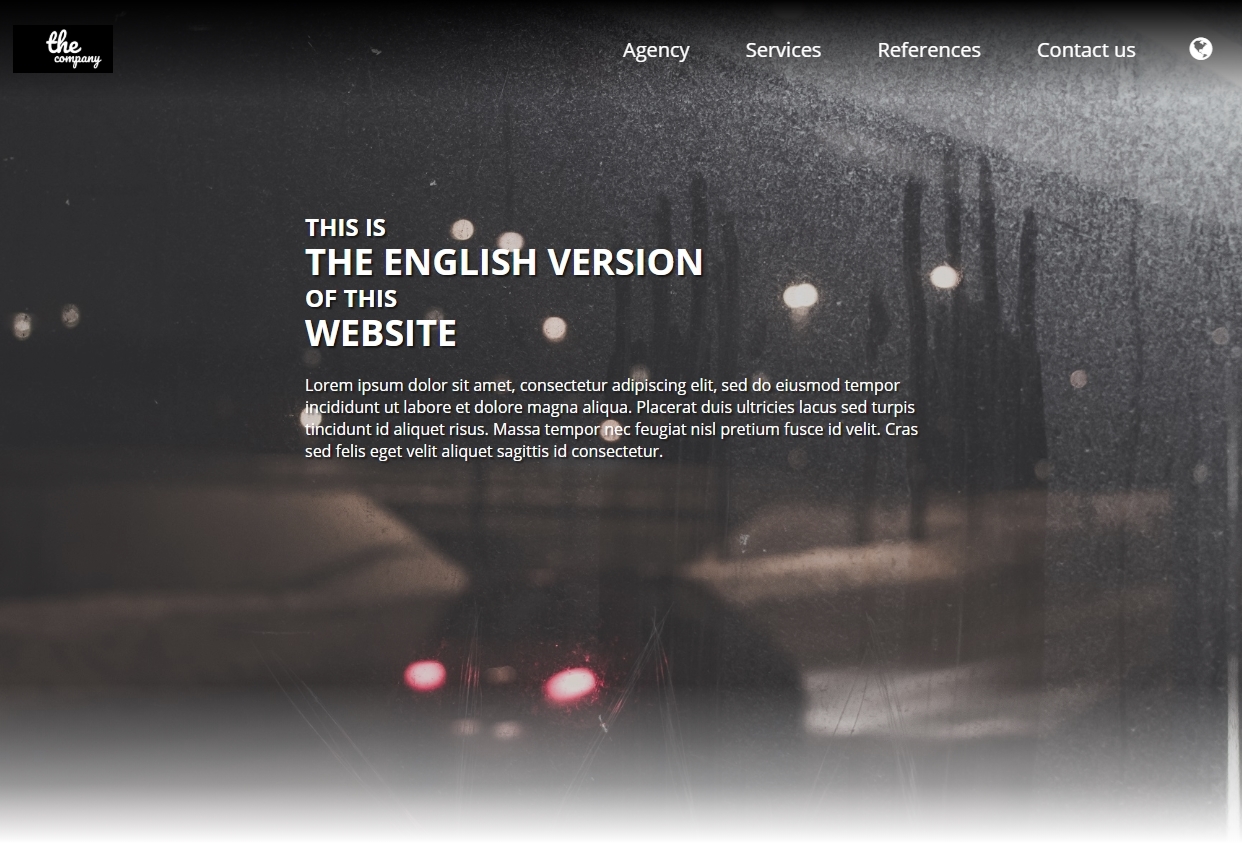 the
company
Agency Services References Contact us
THIS IS
THE ENGLISH VERSION
OF THIS
WEBSITE
Lorem ipsum dolor sit amet, consectetur adipiscing elit, sed do eiusmod tempor
incididunt ut labore et dolore magna aliqua. Placerat duis ultricies lacus sed turpis
tincidunt id aliquet risus. Massa tempor nec feugiat nisl pretium fusce id velit. Cras
sed felis eget velit aliquet sagittis id consectetur.